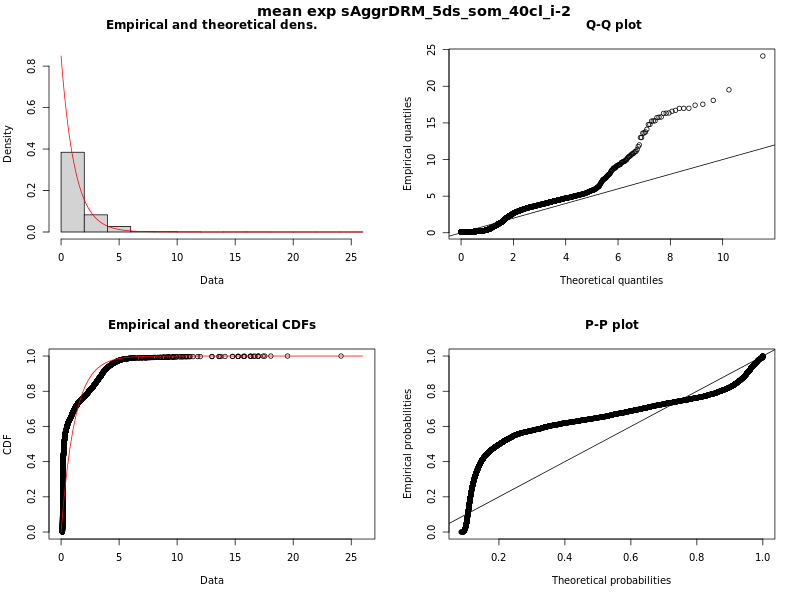 mean exp sAggrDRM_5ds_som_40cl_i-2
Empirical and theoretical dens.
Density
0.0 0.2 0.4 0.6 0.8
0 5 10 15 20 25
Data
Q-Q plot
Empirical quantiles
0 5 10 15 20 25
0 2 4 6 8 10
Theoretical quantiles
Empirical and theoretical CDFs
CDF
0.0 0.2 0.4 0.6 0.8 1.0
0 5 10 15 20 25
Data
P-P plot
Empirical probabilities
0.0 0.2 0.4 0.6 0.8 1.0
0.2 0.4 0.6 0.8 1.0
Theoretical probabilities